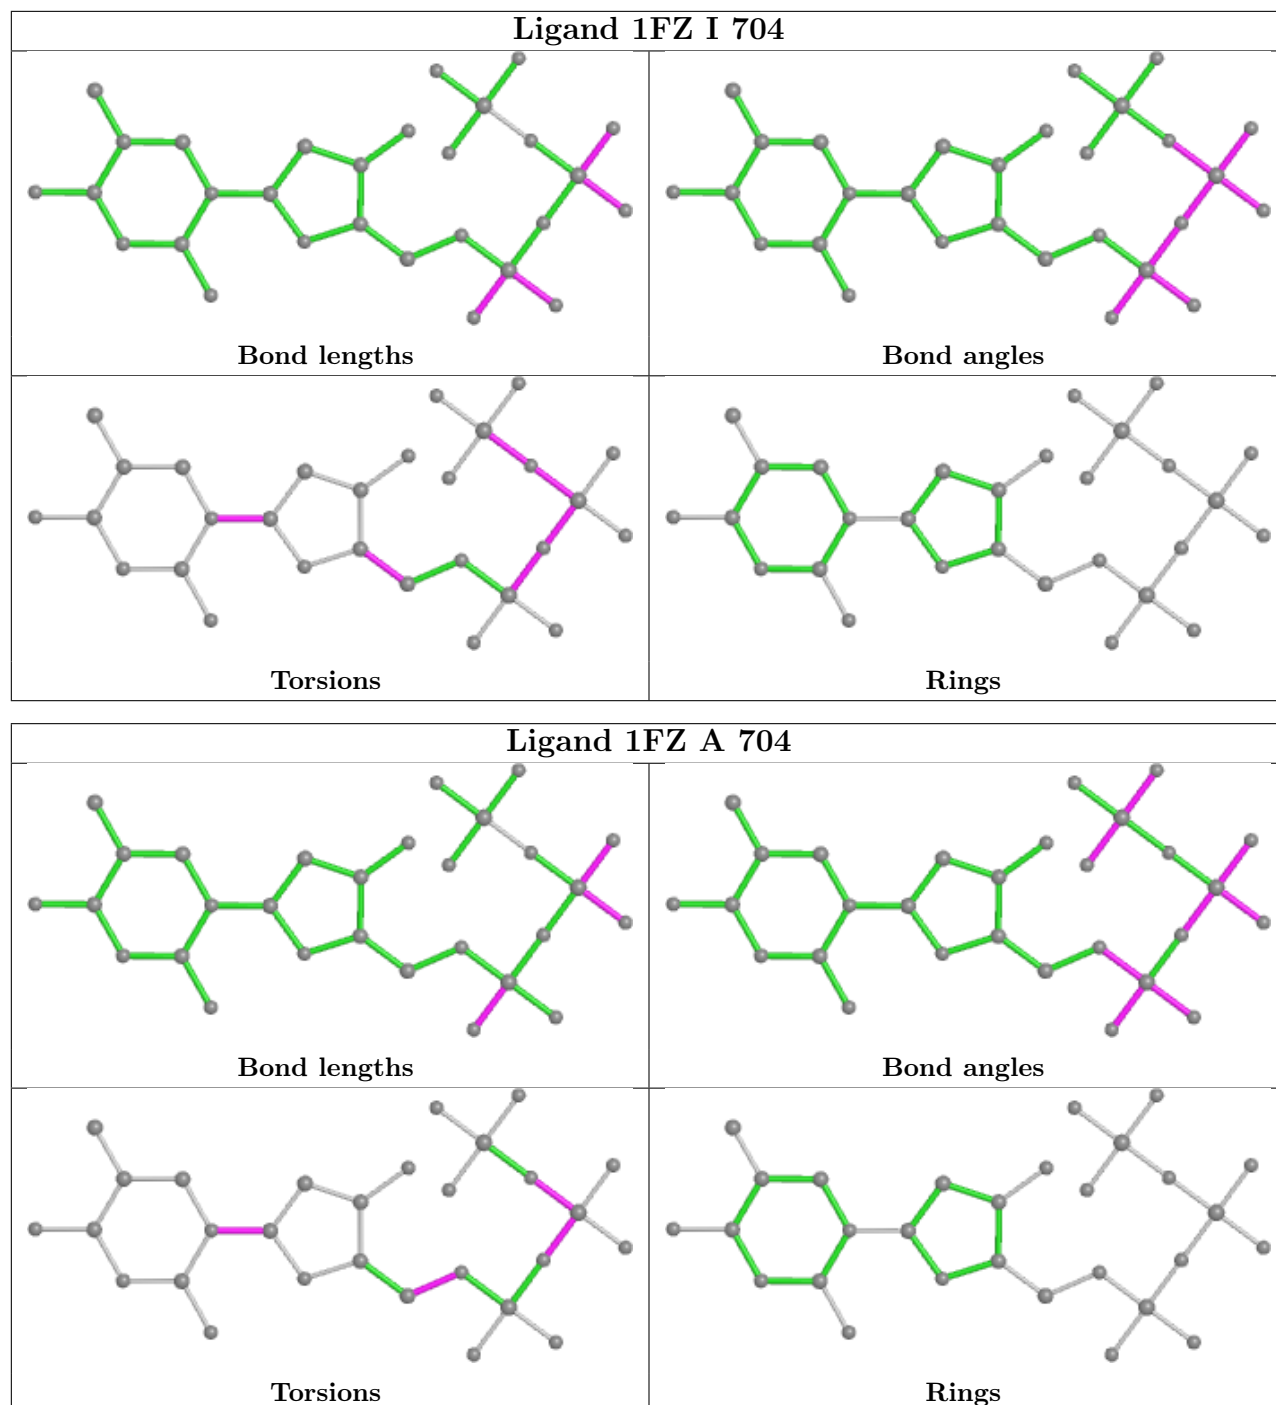 Ligand 1FZ I 704
Bond lengths
Bond angles
Torsions
Rings
Ligand 1FZ A 704
Bond lengths
Bond angles
Torsions
Rings